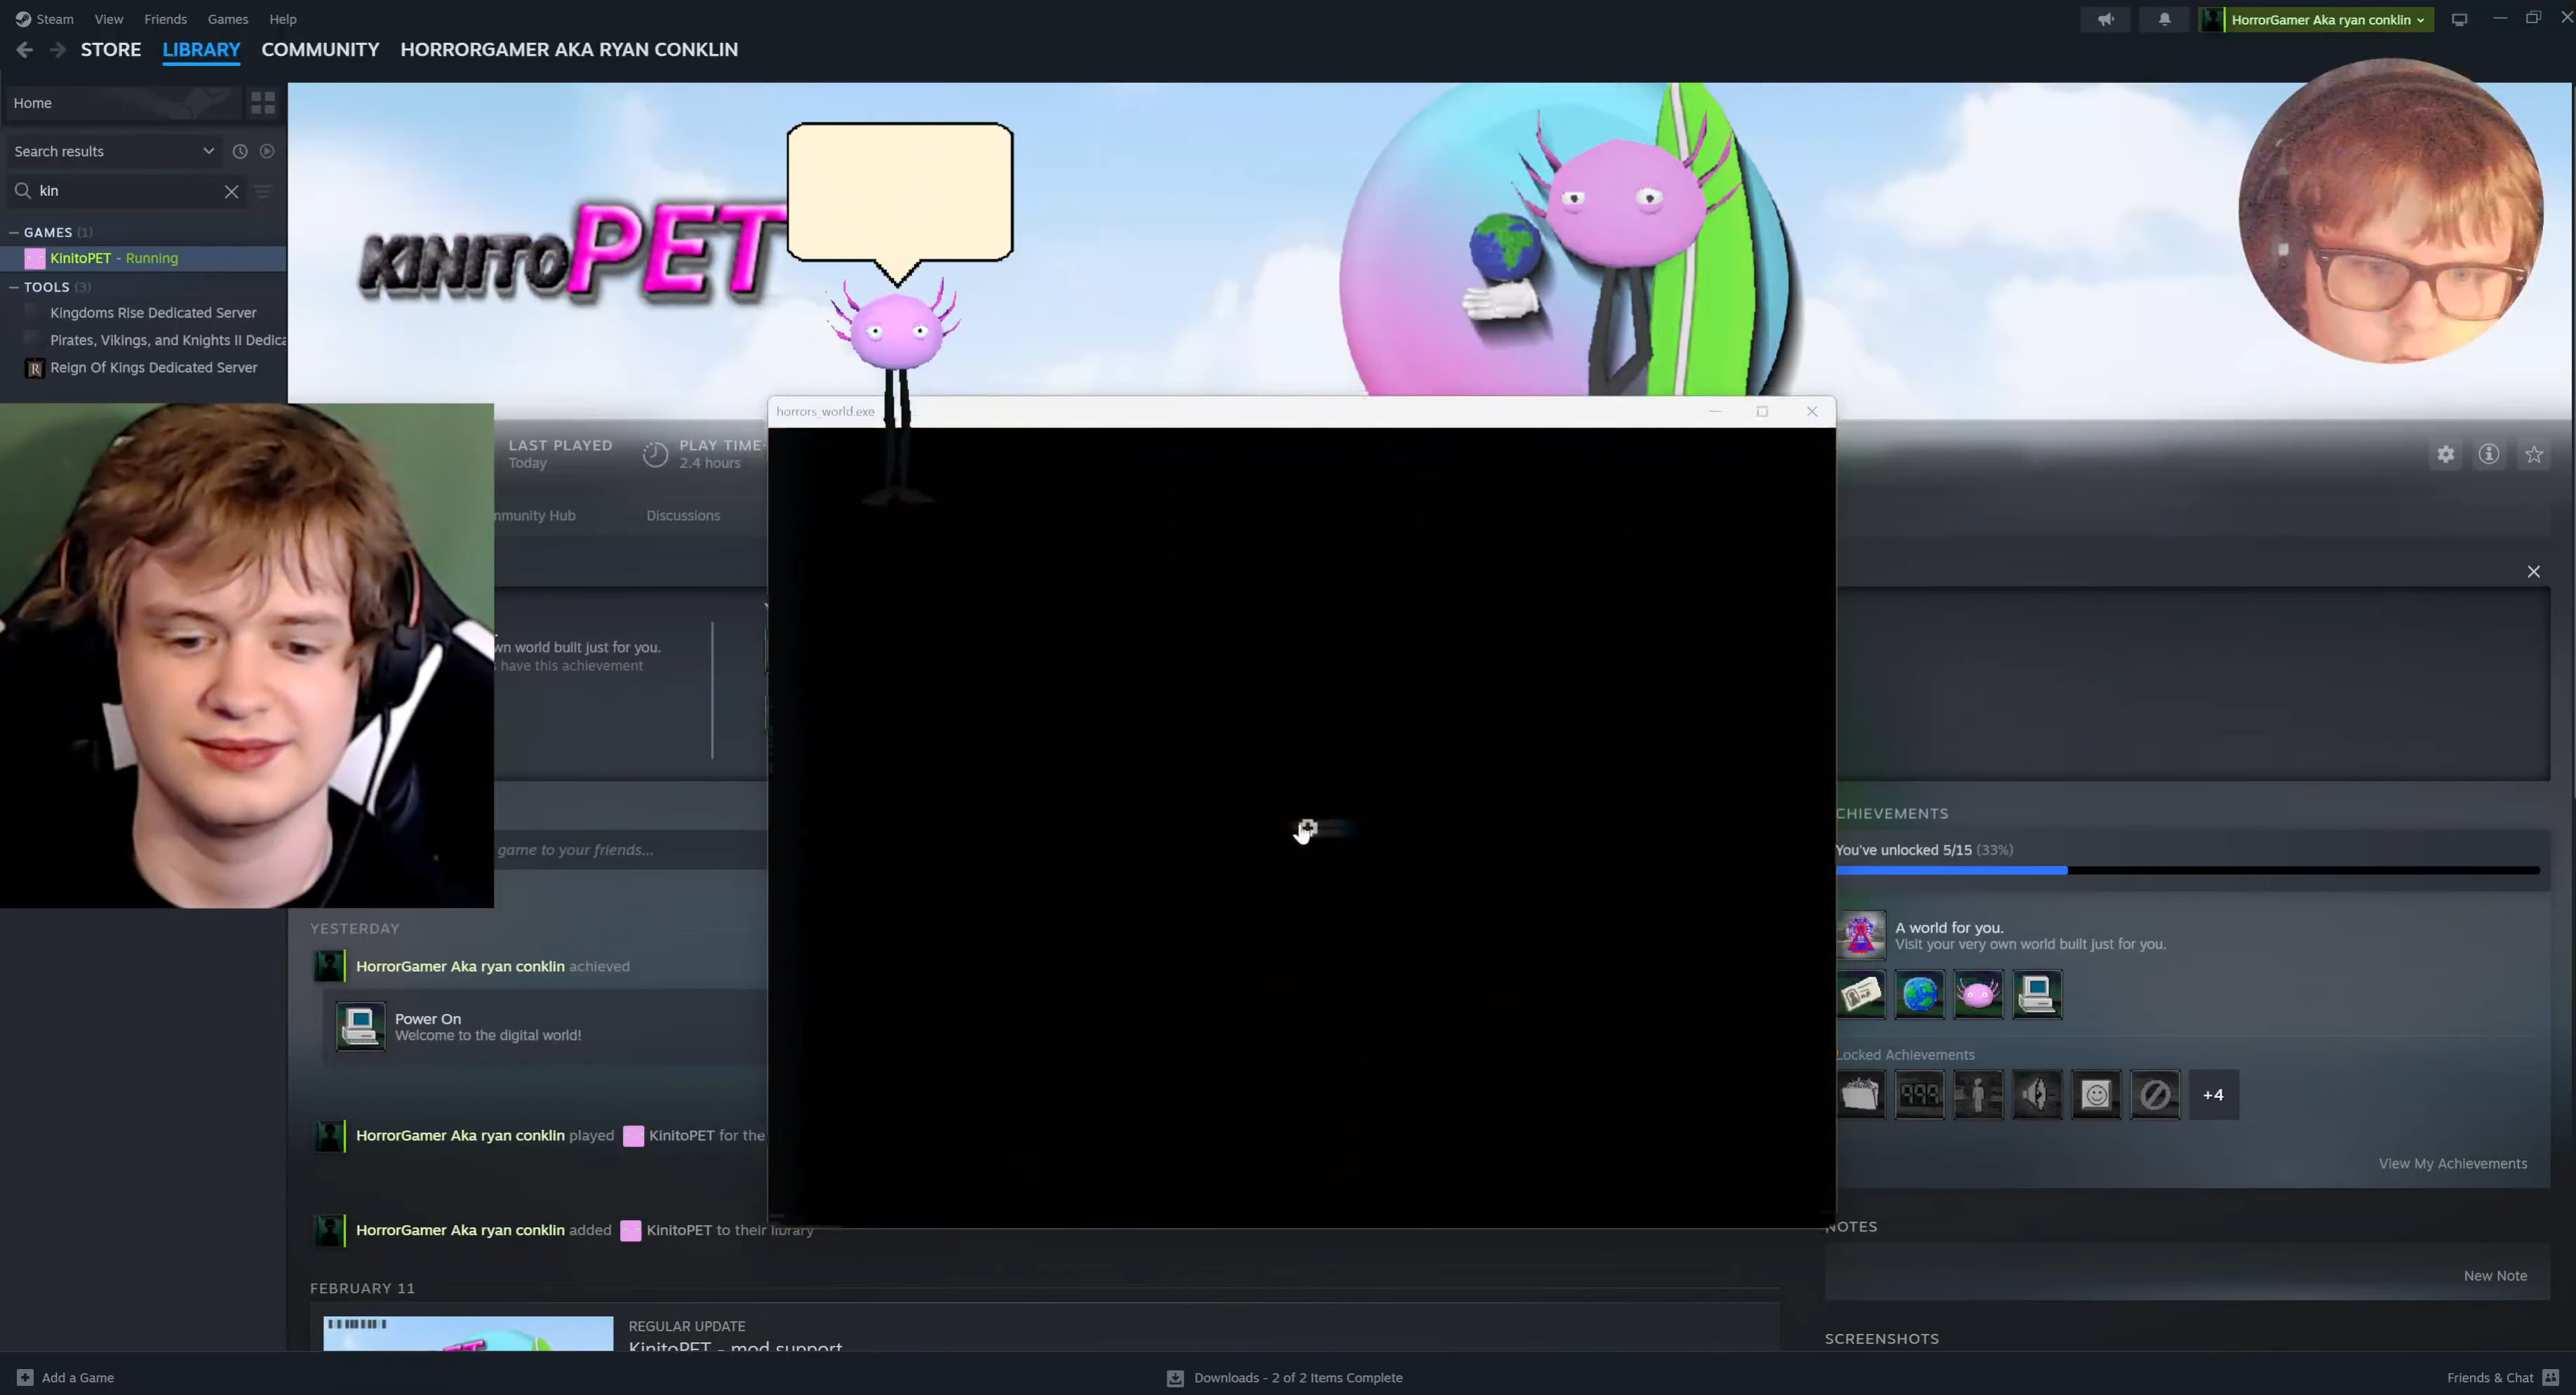 Steam View Friends Games Help
HorrorGamer Aka ryan conklin
STORE LIBRARY COMMUNITY HORRORGAMER AKA RYAN CONKLIN
Home
Search results
kin
GAMES (1)
KinitoPET - Running
TOOLS (3)
Kingdoms Rise Dedicated Server
Pirates, Vikings, and Knights II Dedica
Reign Of Kings Dedicated Server
KINITOPET
horrors_world.exe
LAST PLAYED
Today
PLAY TIME
2.4 hours
mmunity Hub
Discussions
wn world built just for you.
have this achievement
game to your friends...
YESTERDAY
HorrorGamer Aka ryan conklin achieved
Power On
Welcome to the digital world!
HorrorGamer Aka ryan conklin played KinitoPET for the
HorrorGamer Aka ryan conklin added KinitoPET to their library
FEBRUARY 11
REGULAR UPDATE
KinitoPET - mod support
CHIEVEMENTS
You've unlocked 5/15 (33%)
A world for you.
Visit your very own world built just for you.
Locked Achievements
999
+4
View My Achievements
NOTES
New Note
SCREENSHOTS
Add a Game
Downloads - 2 of 2 Items Complete
Friends & Chat